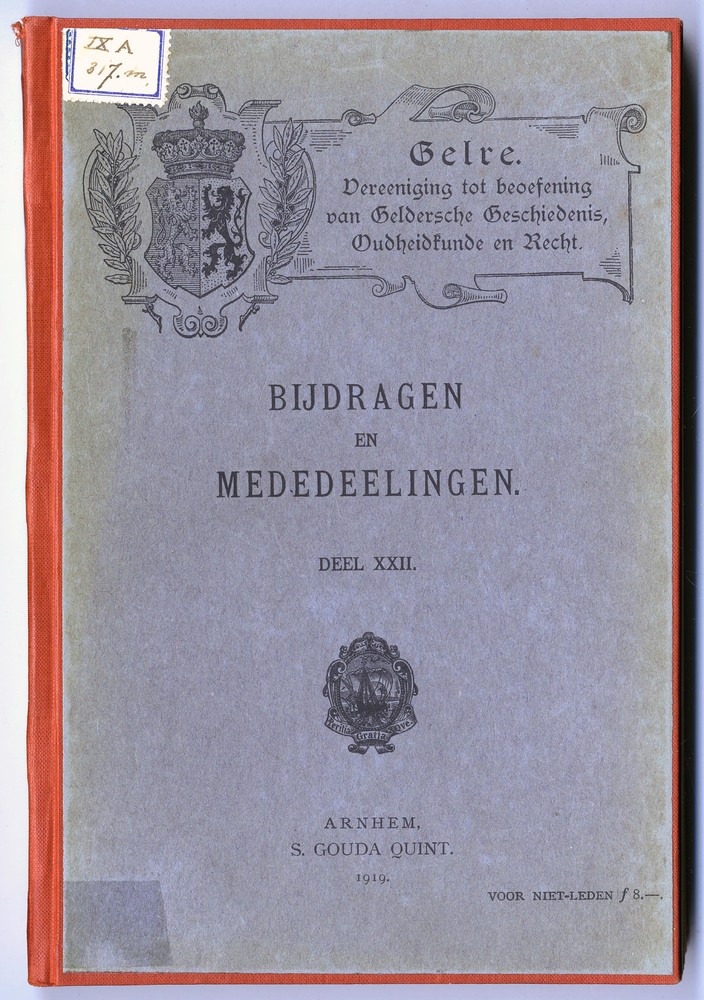 IX A
317. m.
Gelre.
Vereeniging tot beoefening
van Geldersche Geschiedenis,
Oudheidkunde en Recht.
BIJDRAGEN
EN
MEDEDEELINGEN.
DEEL XXII.
Gratia
ARNHEM,
S. GOUDA QUINT.
1919.
VOOR NIET-LEDEN ƒ 8.—.